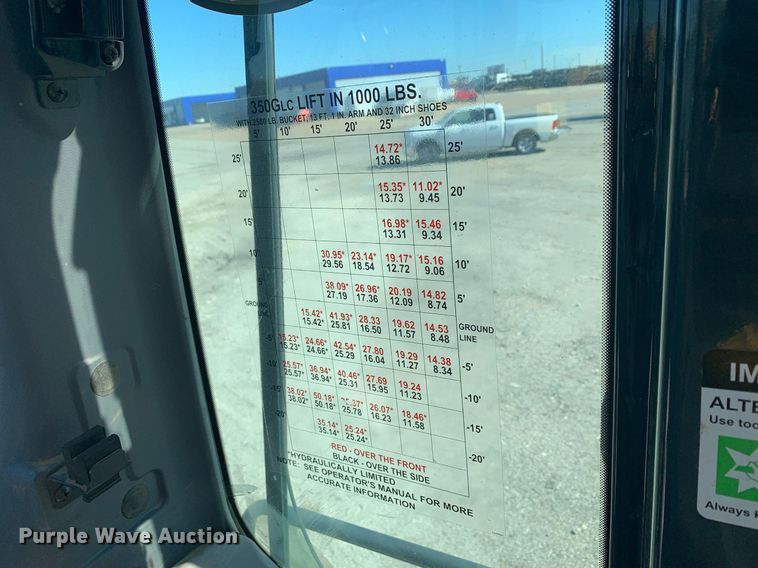 350GLC LIFT IN 1000 LBS.
WITH 2580 LB. BUCKET, 13 FT. 1 IN. ARM AND 32 INCH SHOES
5' 10' 15' 20' 25' 30'
25' 14.72* 25'
13.86
20' 15.35* 11.02* 20'
13.73 9.45
15' 16.98* 15.46 15'
13.31 9.34
10' 30.95* 23.14* 19.17* 15.16 10'
29.56 18.54 12.72 9.06
5' 38.09* 26.96* 20.19 14.82 5'
27.19 17.36 12.09 8.74
GROUND LINE 15.42* 41.93* 28.33 19.62 14.53 GROUND LINE
15.42* 25.81 16.50 11.57 8.48
-5' 15.23* 24.66* 42.54* 27.80 19.29 14.38 -5'
15.23* 24.66* 25.29 16.04 11.27 8.34
-10' 25.57* 36.94* 40.46* 27.69 19.24 -10'
25.57* 36.94* 25.31 15.95 11.23
-15' 38.02* 50.18* 26.07* 18.46* -15'
38.02* 50.18* 25.78 16.23 11.58
-20' 35.14* 25.24* -20'
35.14* 25.24*
RED - OVER THE FRONT
BLACK - OVER THE SIDE
*HYDRAULICALLY LIMITED
NOTE: SEE OPERATOR'S MANUAL FOR MORE
ACCURATE INFORMATION
IM
ALTE
Use too
Always k
Purple Wave Auction